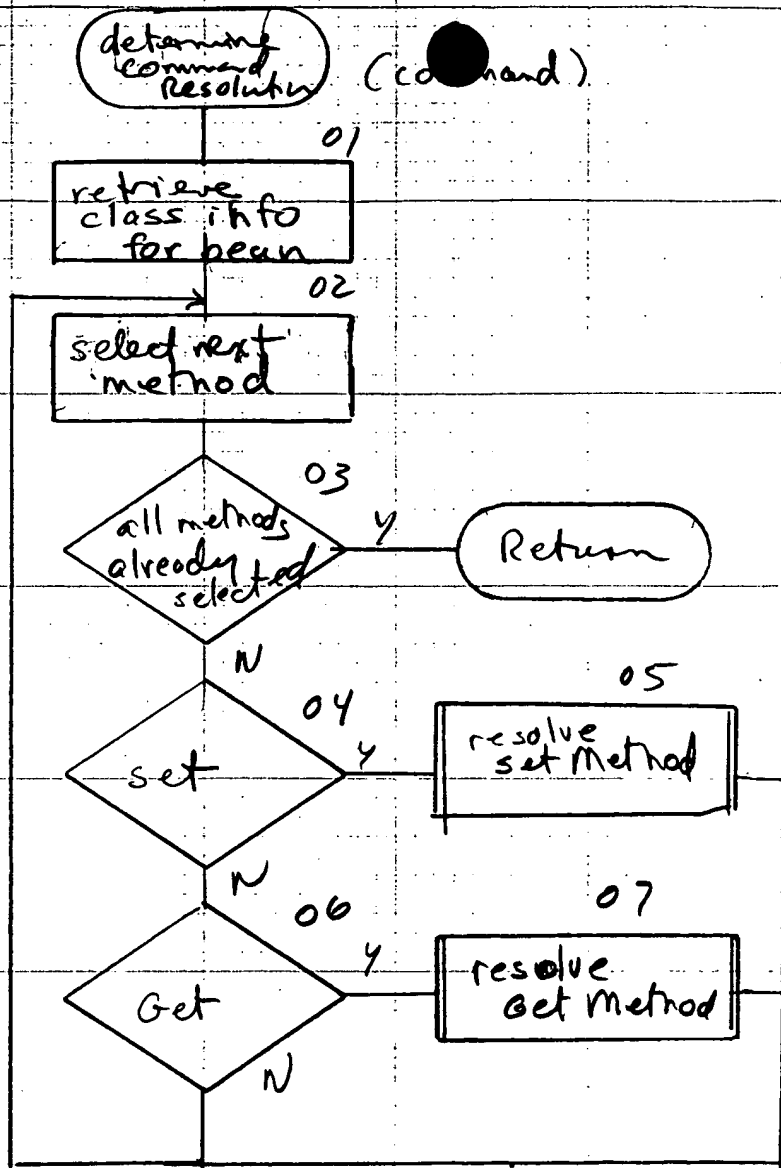 determine
command
Resolution
01
retrieve
class info
for bean
02
select next
method
03
all methods
already
selected
Y
Return
N
04
set
Y
05
resolve
set Method
N
06
Get
Y
07
resolve
Get Method
N